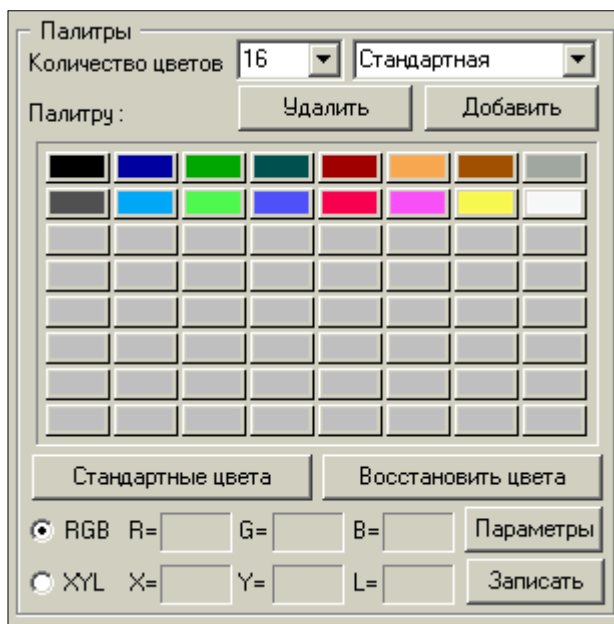 Палитры
Количество цветов 16 Стандартная
Палитру : Удалить Добавить
Стандартные цвета Восстановить цвета
RGB R= G= B= Параметры
XYL X= Y= L= Записать